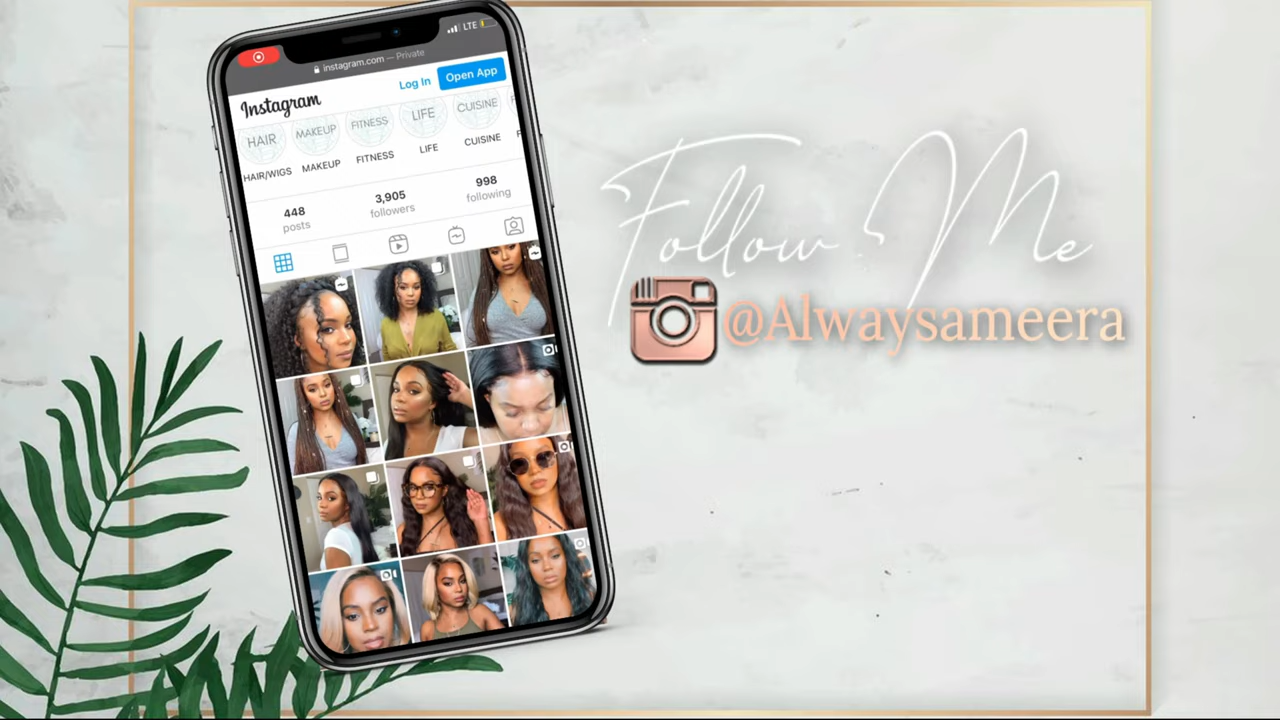 LTE
instagram.com — Private
Instagram
Log In
Open App
HAIR
MAKEUP
FITNESS
LIFE
CUISINE
F
HAIR/WIGS
MAKEUP
FITNESS
LIFE
CUISINE
F
448
posts
3,905
followers
998
following
Follow Me
@Alwaysameera